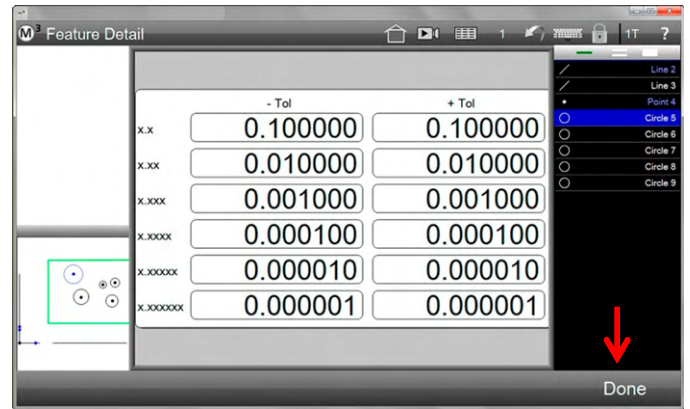 M³ Feature Detail 1 1T ?
- Tol + Tol
x.x 0.100000 0.100000
x.xx 0.010000 0.010000
x.xxx 0.001000 0.001000
x.xxxx 0.000100 0.000100
x.xxxxx 0.000010 0.000010
x.xxxxxx 0.000001 0.000001
Line 2
Line 3
Point 4
Circle 5
Circle 6
Circle 7
Circle 8
Circle 9
Done